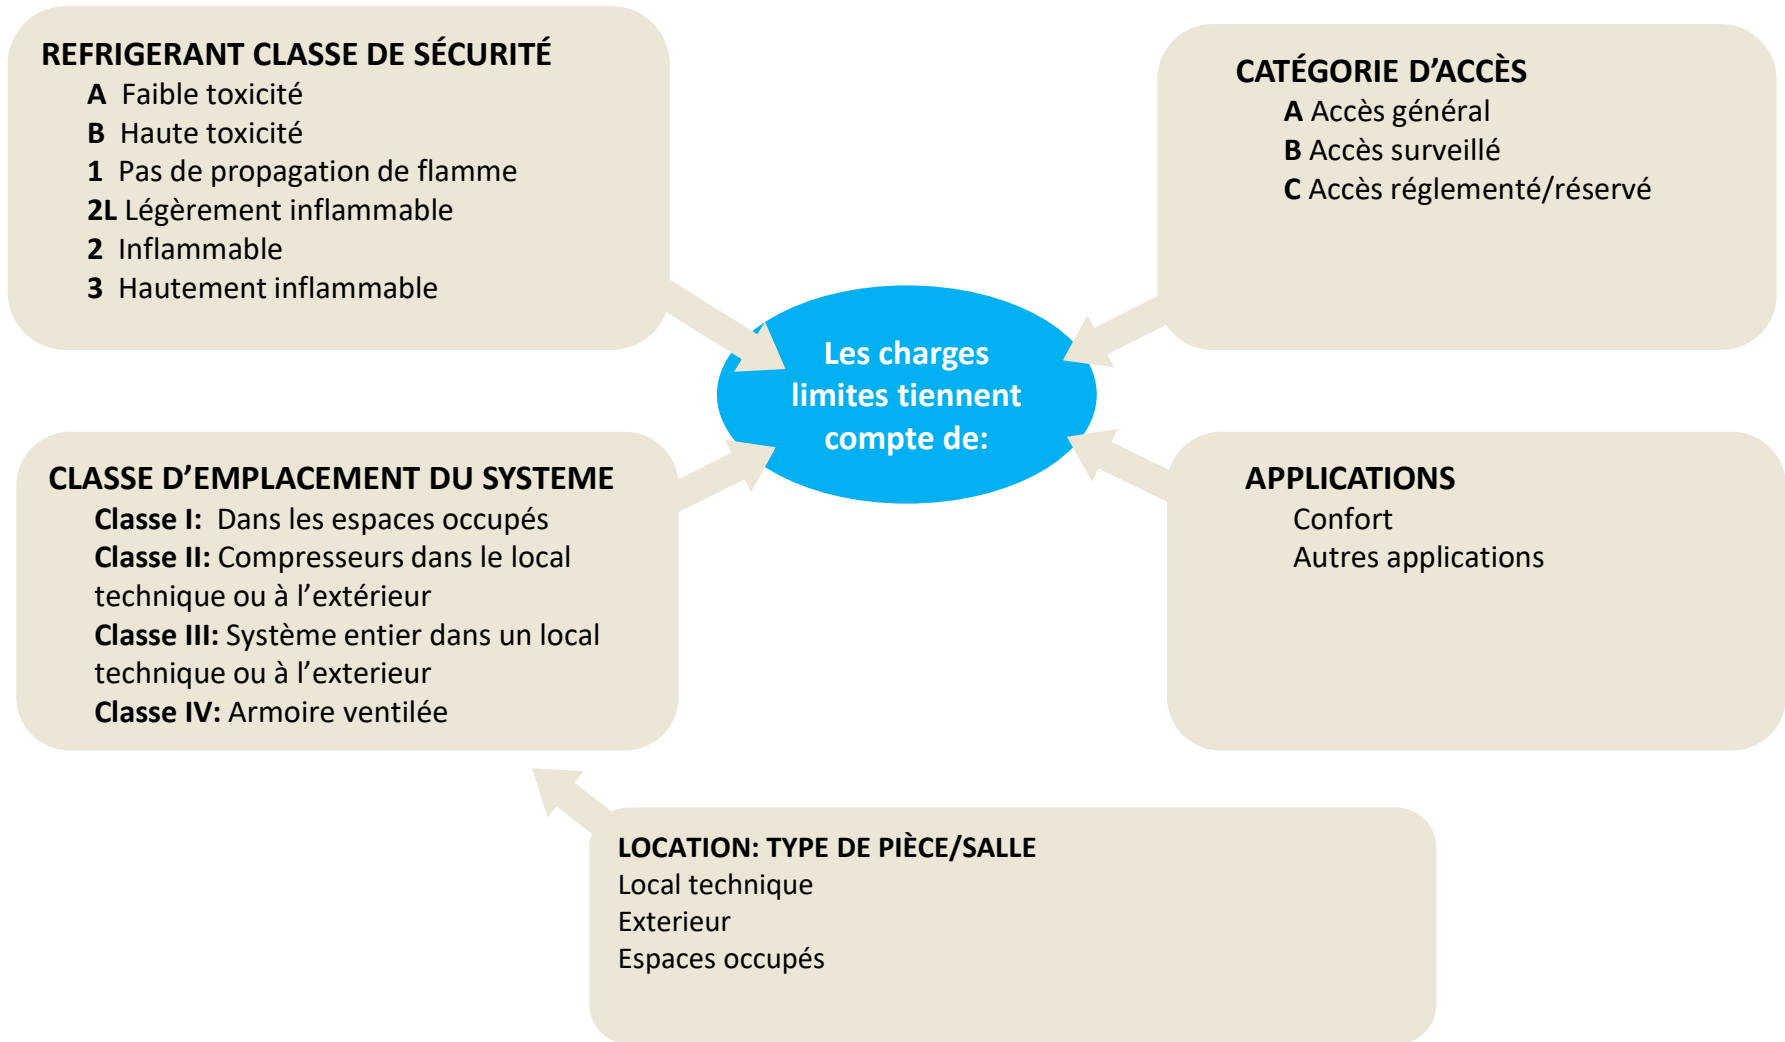 REFRIGERANT CLASSE DE SÉCURITÉ
A Faible toxicité
B Haute toxicité
1 Pas de propagation de flamme
2L Légèrement inflammable
2 Inflammable
3 Hautement inflammable
CATÉGORIE D'ACCÈS
A Accès général
B Accès surveillé
C Accès réglementé/réservé
Les charges
limites tiennent
compte de:
CLASSE D'EMPLACEMENT DU SYSTEME
Classe I: Dans les espaces occupés
Classe II: Compresseurs dans le local
technique ou à l'extérieur
Classe III: Système entier dans un local
technique ou à l'exterieur
Classe IV: Armoire ventilée
APPLICATIONS
Confort
Autres applications
LOCATION: TYPE DE PIÈCE/SALLE
Local technique
Exterieur
Espaces occupés